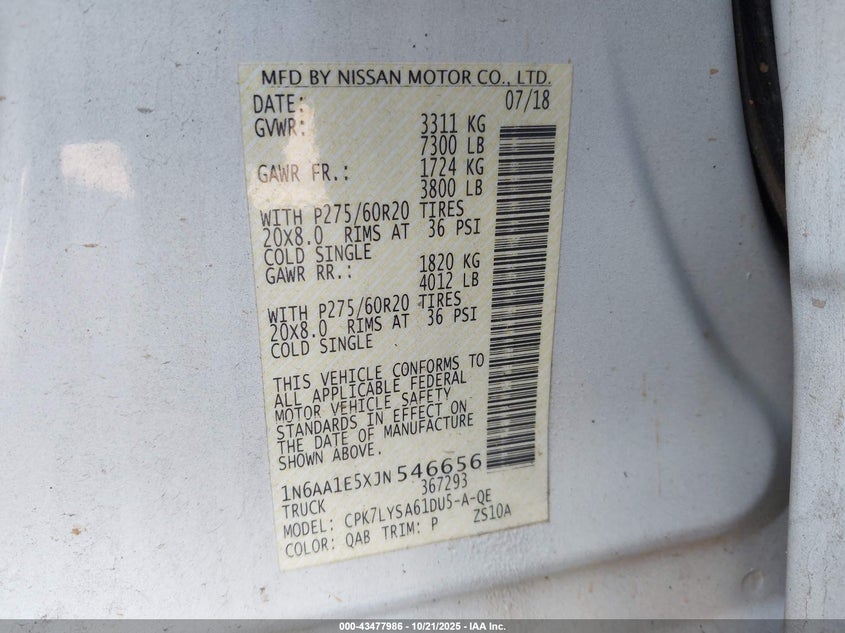 MFD BY NISSAN MOTOR CO., LTD.
DATE: 07/18
GVWR: 3311 KG
7300 LB
GAWR FR.: 1724 KG
3800 LB
WITH P275/60R20 TIRES
20X8.0 RIMS AT 36 PSI
COLD SINGLE
GAWR RR.: 1820 KG
4012 LB
WITH P275/60R20 TIRES
20X8.0 RIMS AT 36 PSI
COLD SINGLE
THIS VEHICLE CONFORMS TO
ALL APPLICABLE FEDERAL
MOTOR VEHICLE SAFETY
STANDARDS IN EFFECT ON
THE DATE OF MANUFACTURE
SHOWN ABOVE.
1N6AA1E5XJN546656
TRUCK 367293
MODEL: CPK7LYSA61DU5-A-QE
COLOR: QAB TRIM: P ZS10A
000-43477986 - 10/21/2025 - IAA Inc.